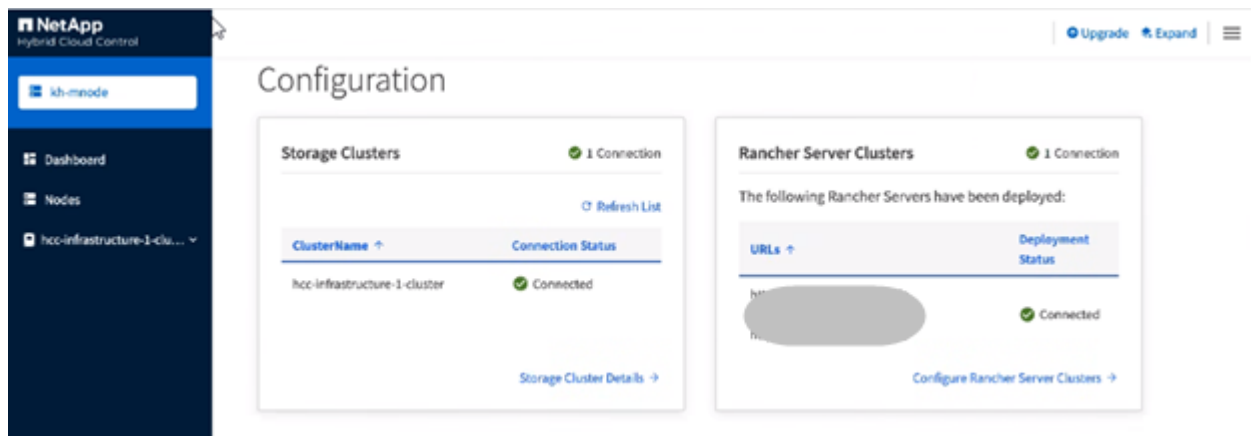 NetApp
Hybrid Cloud Control
Upgrade Expand
kh-mnode
Dashboard
Nodes
hcc-infrastructure-1-clu...
Configuration
Storage Clusters
1 Connection
Refresh List
ClusterName ↑ Connection Status
hcc-infrastructure-1-cluster Connected
Storage Cluster Details →
Rancher Server Clusters
1 Connection
The following Rancher Servers have been deployed:
URLs ↑ Deployment
Status
Connected
Configure Rancher Server Clusters →